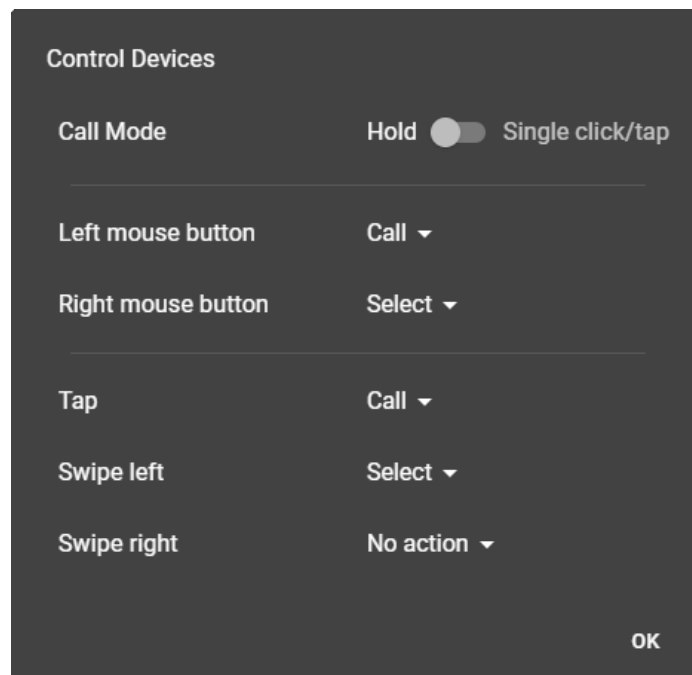 Control Devices
Call Mode Hold Single click/tap
Left mouse button Call
Right mouse button Select
Tap Call
Swipe left Select
Swipe right No action
OK